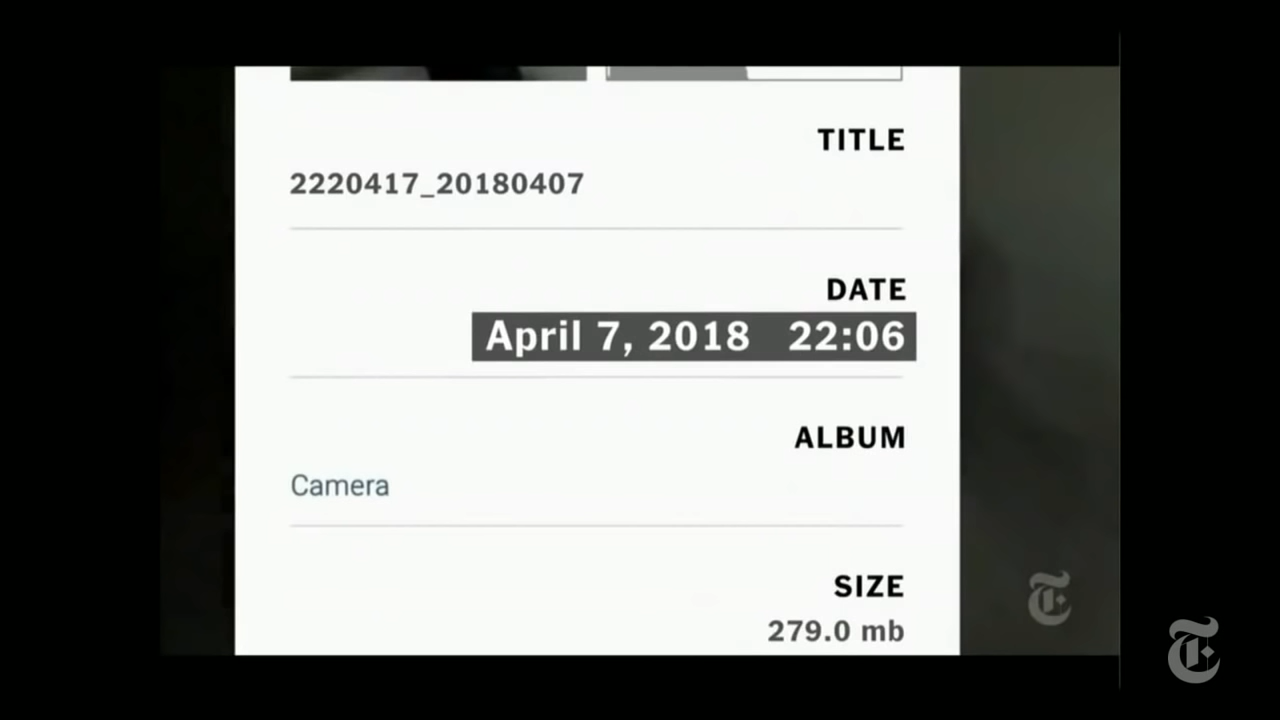 TITLE
2220417_20180407
DATE
April 7, 2018 22:06
ALBUM
Camera
SIZE
279.0 mb
T
T